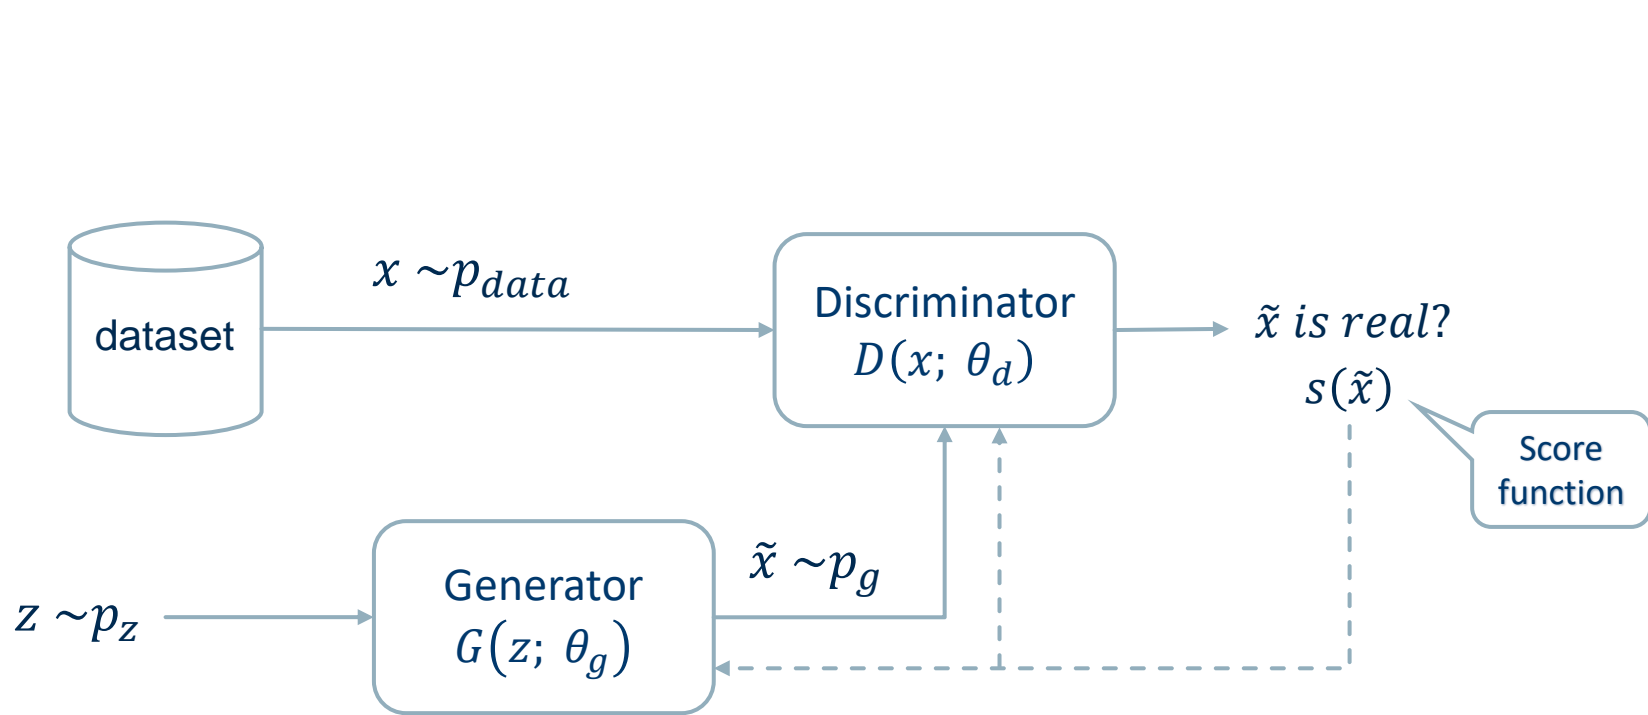 dataset
x ~p_data
Discriminator
D(x; θ_d)
x̃ is real?
s(x̃)
Score
function
z ~p_z
Generator
G(z; θ_g)
x̃ ~p_g